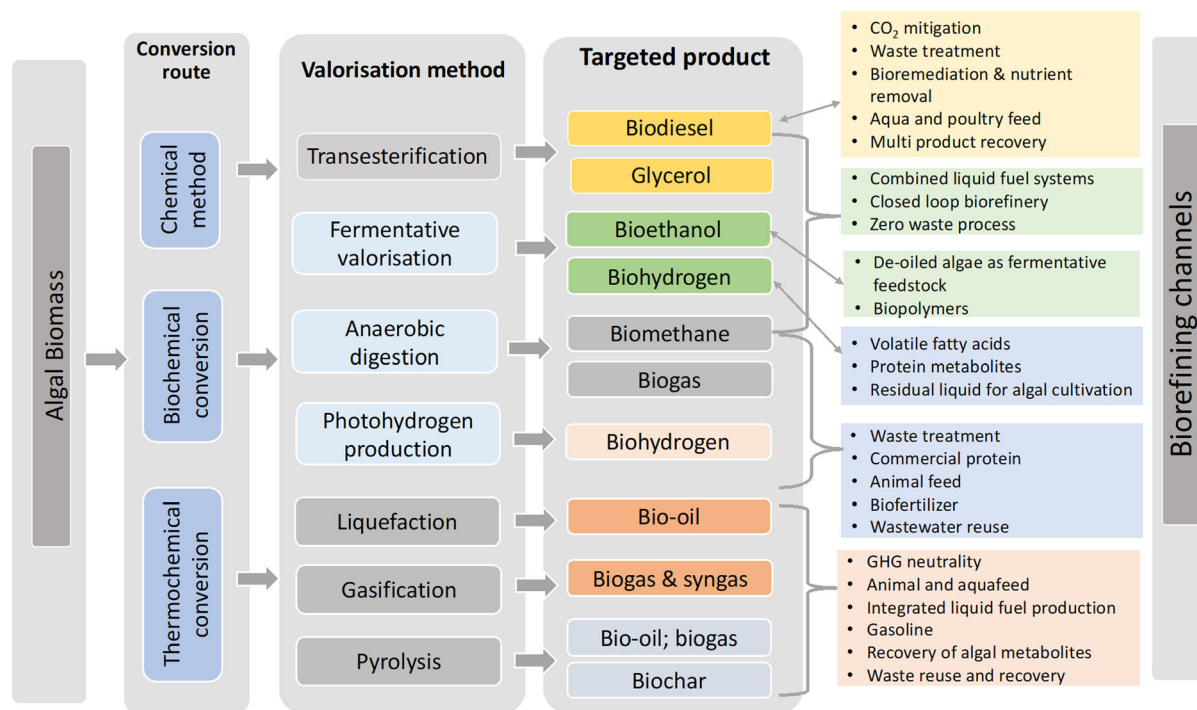 Algal Biomass
Conversion
route
Chemical
method
Biochemical
conversion
Thermochemical
conversion
Valorisation method
Transesterification
Fermentative
valorisation
Anaerobic
digestion
Photohydrogen
production
Liquefaction
Gasification
Pyrolysis
Targeted product
Biodiesel
Glycerol
Bioethanol
Biohydrogen
Biomethane
Biogas
Biohydrogen
Bio-oil
Biogas & syngas
Bio-oil; biogas
Biochar
• CO₂ mitigation
• Waste treatment
• Bioremediation & nutrient
removal
• Aqua and poultry feed
• Multi product recovery
• Combined liquid fuel systems
• Closed loop biorefinery
• Zero waste process
• De-oiled algae as fermentative
feedstock
• Biopolymers
• Volatile fatty acids
• Protein metabolites
• Residual liquid for algal cultivation
• Waste treatment
• Commercial protein
• Animal feed
• Biofertilizer
• Wastewater reuse
• GHG neutrality
• Animal and aquafeed
• Integrated liquid fuel production
• Gasoline
• Recovery of algal metabolites
• Waste reuse and recovery
Biorefining channels